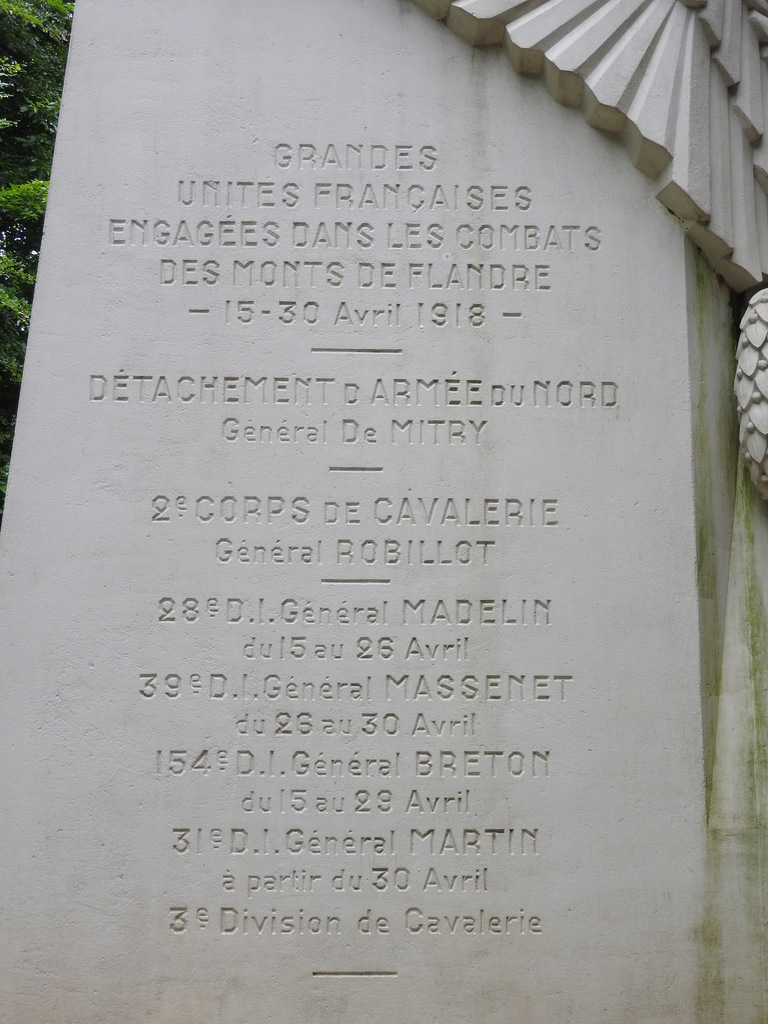 GRANDES
UNITÉS FRANÇAISES
ENGAGÉES DANS LES COMBATS
DES MONTS DE FLANDRE
— 15-30 Avril 1918 —
DÉTACHEMENT D ARMÉE DU NORD
Général De MITRY
2e CORPS DE CAVALERIE
Général ROBILLOT
28e D.I. Général MADELIN
du 15 au 26 Avril
39e D.I. Général MASSENET
du 26 au 30 Avril
154e D.I. Général BRETON
du 15 au 29 Avril
31e D.I. Général MARTIN
à partir du 30 Avril
3e Division de Cavalerie